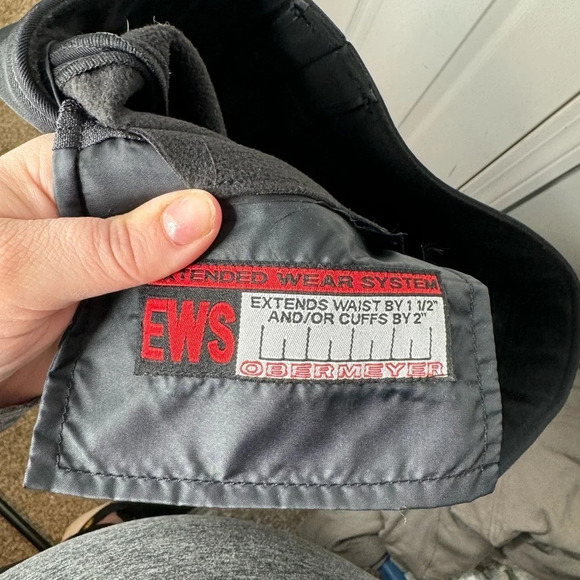 EXTENDED WEAR SYSTEM
EWS
EXTENDS WAIST BY 1 1/2"
AND/OR CUFFS BY 2"
OBERMEYER